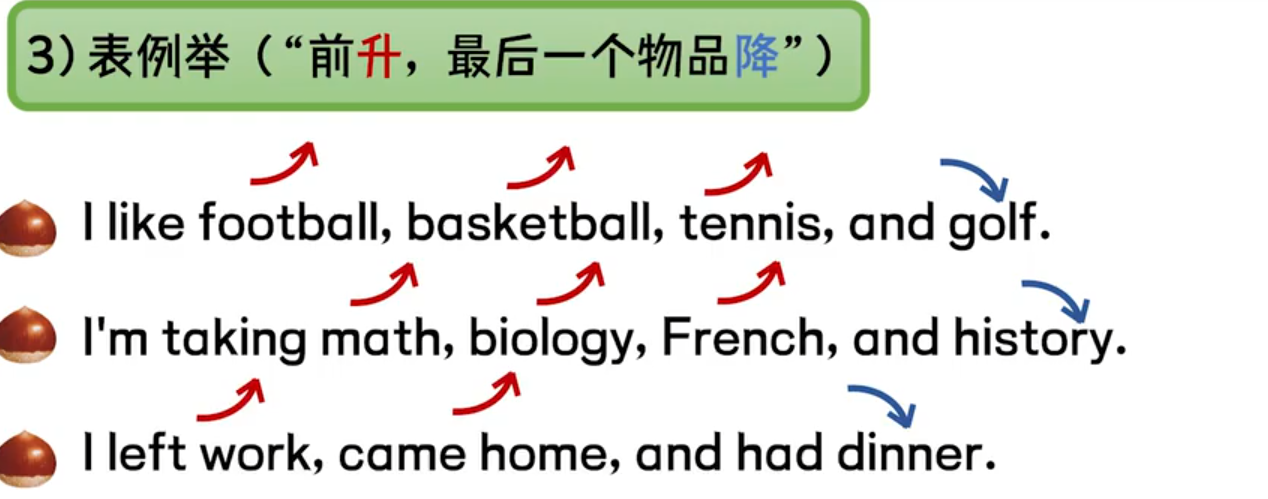 3) 表例举（“前升，最后一个物品降”）
I like football, basketball, tennis, and golf.
I'm taking math, biology, French, and history.
I left work, came home, and had dinner.